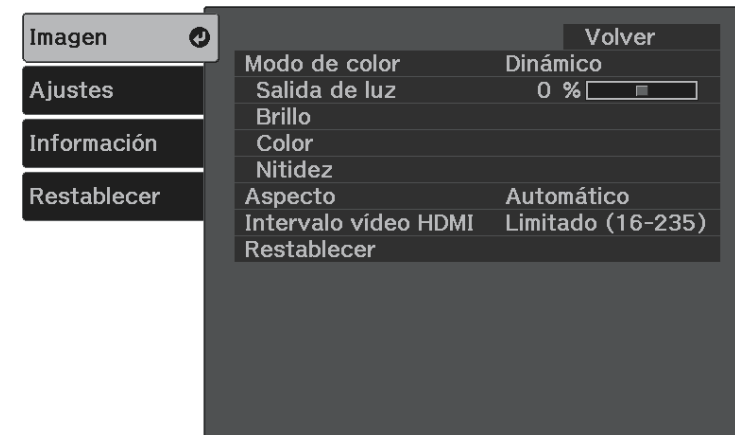 Imagen
Ajustes
Información
Restablecer
Volver
Modo de color Dinámico
Salida de luz 0 %
Brillo
Color
Nitidez
Aspecto Automático
Intervalo vídeo HDMI Limitado (16-235)
Restablecer